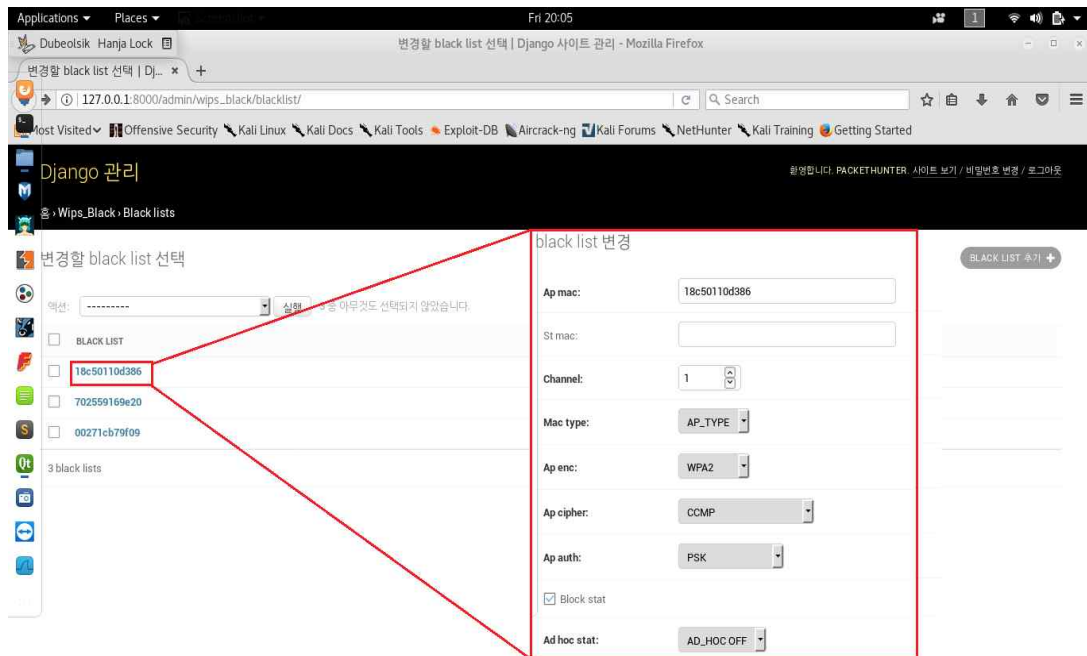 Applications Places Fri 20:05 1
Dubeolsik Hanja Lock 변경할 black list 선택 | Django 사이트 관리 - Mozilla Firefox
변경할 black list 선택 | Dj... × +
127.0.0.1:8000/admin/wips_black/blacklist/ Search
Most Visited Offensive Security Kali Linux Kali Docs Kali Tools Exploit-DB Aircrack-ng Kali Forums NetHunter Kali Training Getting Started
Django 관리
환영합니다. PACKETHUNTER. 사이트 보기 / 비밀번호 변경 / 로그아웃
홈 › Wips_Black › Black lists
변경할 black list 선택
BLACK LIST 추가 +
액션: --------- 실행 3 중 아무것도 선택되지 않았습니다.
BLACK LIST
18c50110d386
702559169e20
00271cb79f09
3 black lists
black list 변경
Ap mac: 18c50110d386
St mac:
Channel: 1
Mac type: AP_TYPE
Ap enc: WPA2
Ap cipher: CCMP
Ap auth: PSK
Block stat
Ad hoc stat: AD_HOC OFF